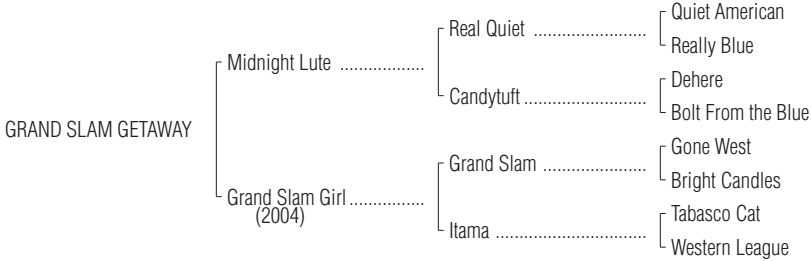 Quiet American
Real Quiet ........................
Really Blue
Midnight Lute ..................
Dehere
Candytuft ..........................
Bolt From the Blue
GRAND SLAM GETAWAY
Gone West
Grand Slam ......................
Bright Candles
Grand Slam Girl ................
(2004)
Tabasco Cat
Itama ................................
Western League